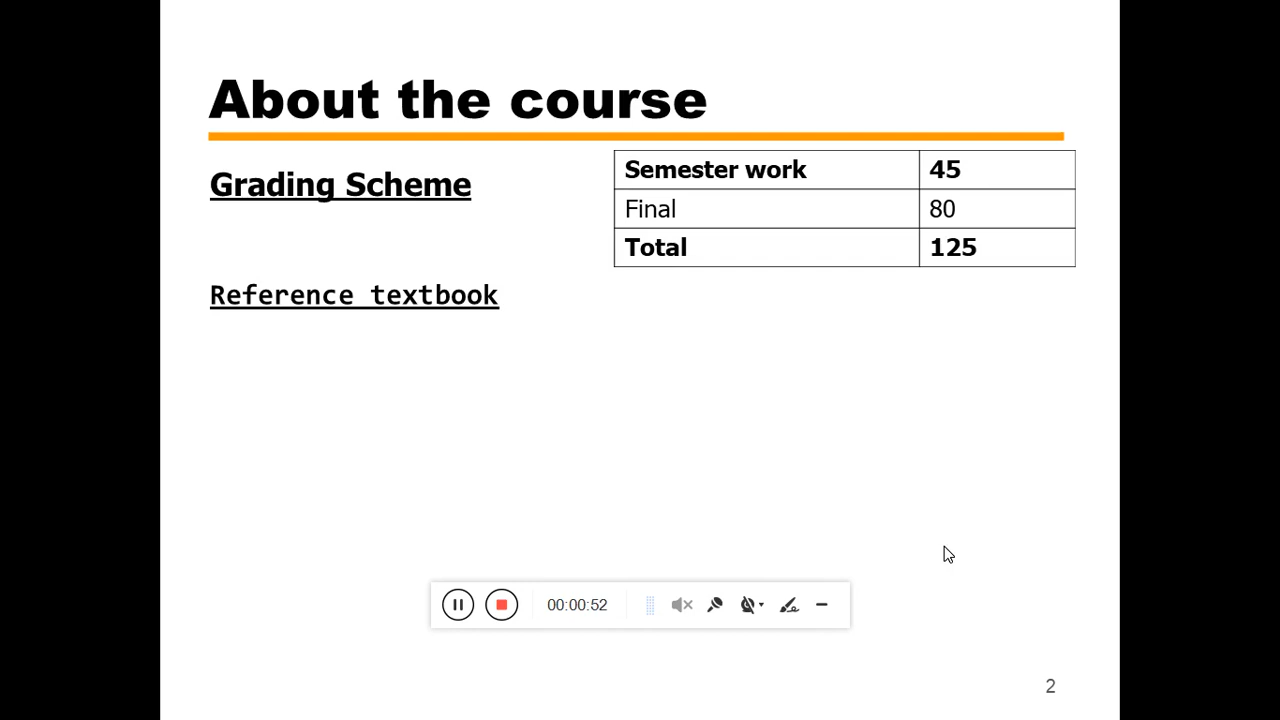 About the course
Grading Scheme
Semester work 45
Final 80
Total 125
Reference textbook
00:00:52
2